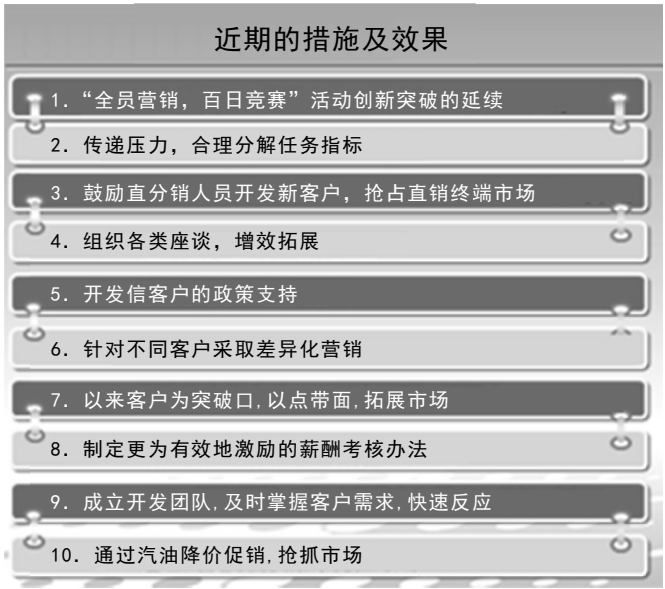 近期的措施及效果
1. “全员营销，百日竞赛”活动创新突破的延续
2. 传递压力，合理分解任务指标
3. 鼓励直分销人员开发新客户，抢占直销终端市场
4. 组织各类座谈，增效拓展
5. 开发信客户的政策支持
6. 针对不同客户采取差异化营销
7. 以来客户为突破口,以点带面,拓展市场
8. 制定更为有效地激励的薪酬考核办法
9. 成立开发团队,及时掌握客户需求,快速反应
10. 通过汽油降价促销,抢抓市场